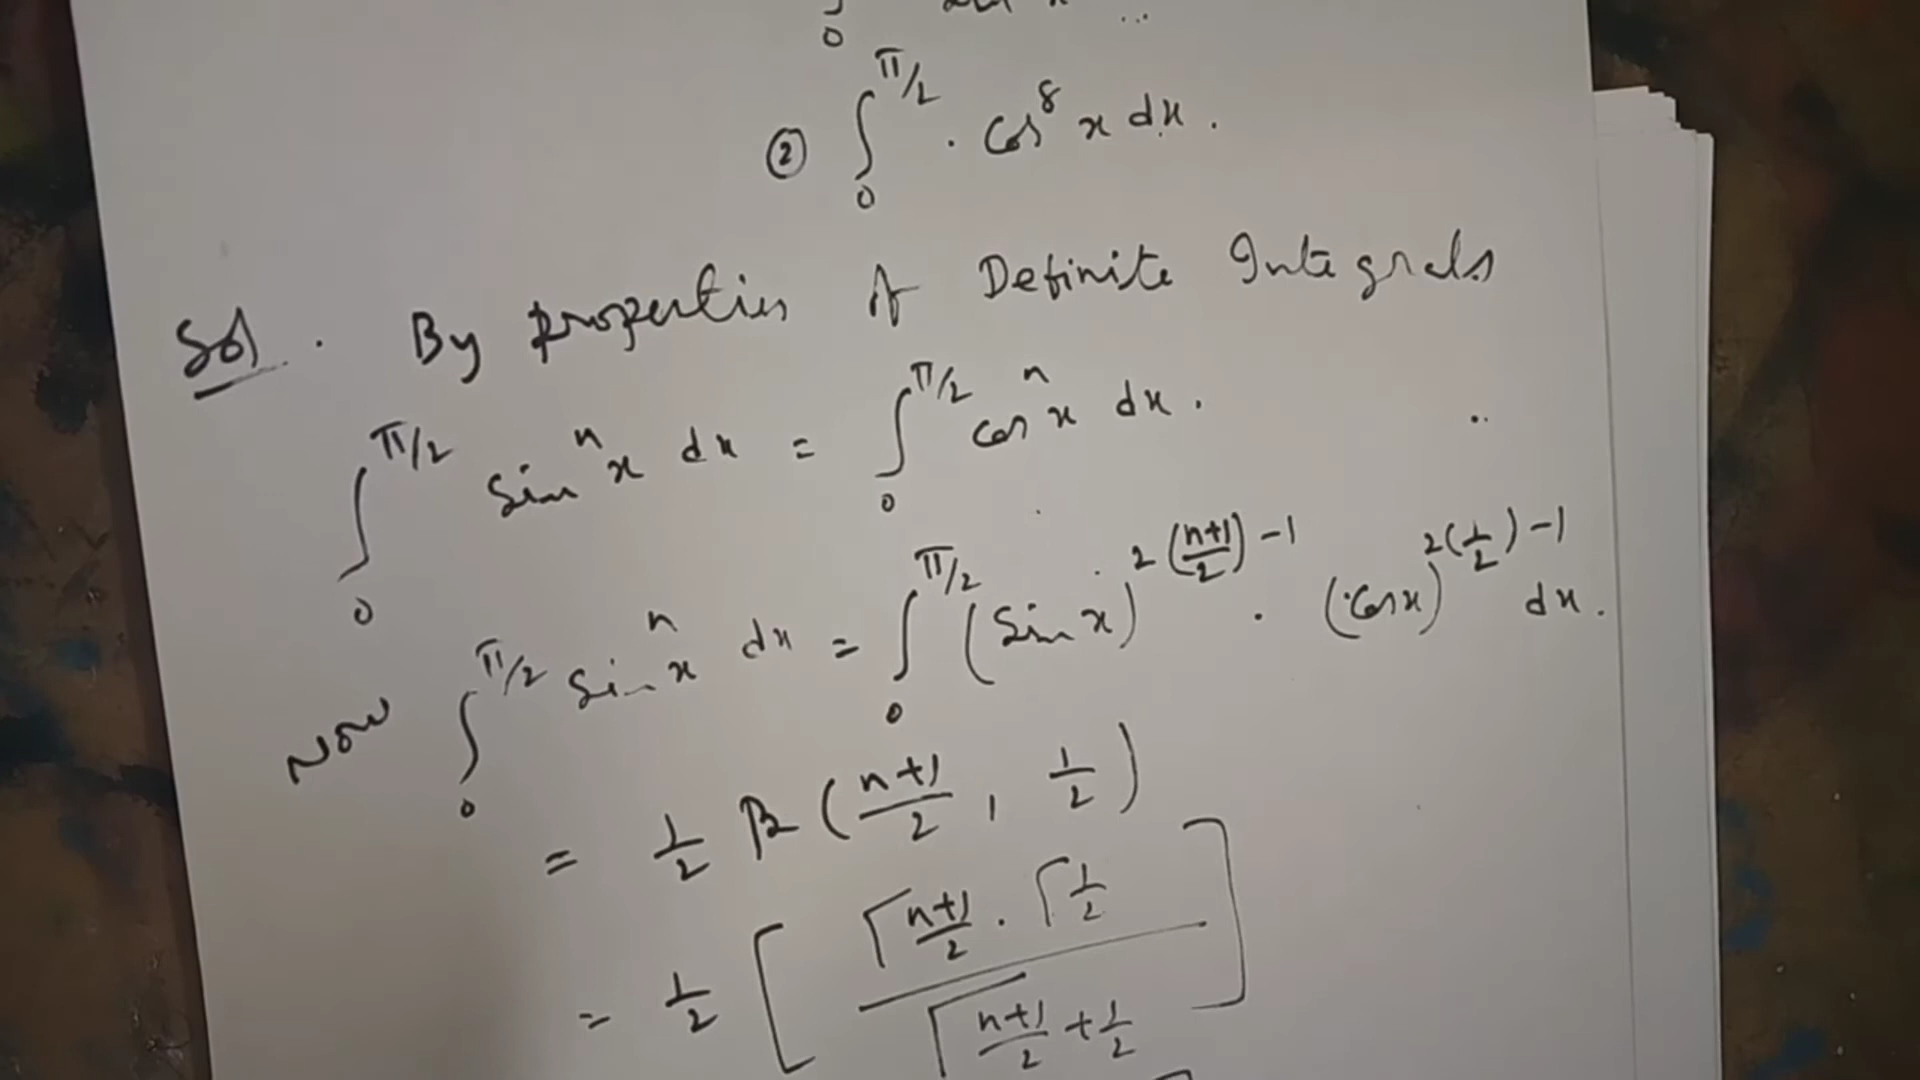 0
② ∫₀^{π/2} . cos⁸ x dx .
Sol . By properties of Definite Integrals
∫₀^{π/2} sinⁿx dx = ∫₀^{π/2} cosⁿx dx .
Now ∫₀^{π/2} sinⁿx dx = ∫₀^{π/2} (sin x)^{2((n+1)/2)-1} . (cos x)^{2(1/2)-1} dx .
= 1/2 β((n+1)/2 , 1/2)
= 1/2 [ Γ(n+1)/2 . Γ1/2 / Γ(n+1)/2 + 1/2 ]